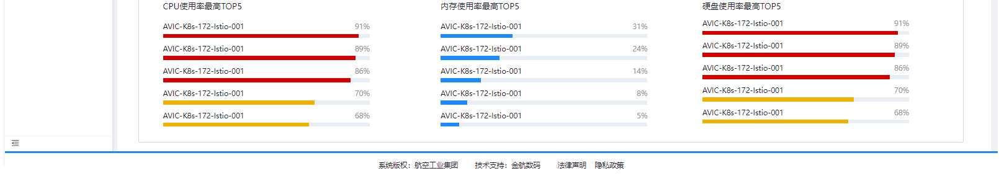 CPU使用率最高TOP5
AVIC-K8s-172-Istio-001 91%
AVIC-K8s-172-Istio-001 89%
AVIC-K8s-172-Istio-001 86%
AVIC-K8s-172-Istio-001 70%
AVIC-K8s-172-Istio-001 68%
内存使用率最高TOP5
AVIC-K8s-172-Istio-001 31%
AVIC-K8s-172-Istio-001 24%
AVIC-K8s-172-Istio-001 14%
AVIC-K8s-172-Istio-001 8%
AVIC-K8s-172-Istio-001 5%
硬盘使用率最高TOP5
AVIC-K8s-172-Istio-001 91%
AVIC-K8s-172-Istio-001 89%
AVIC-K8s-172-Istio-001 86%
AVIC-K8s-172-Istio-001 70%
AVIC-K8s-172-Istio-001 68%
系统版权：航空工业集团 技术支持：金航数码 法律声明 隐私政策